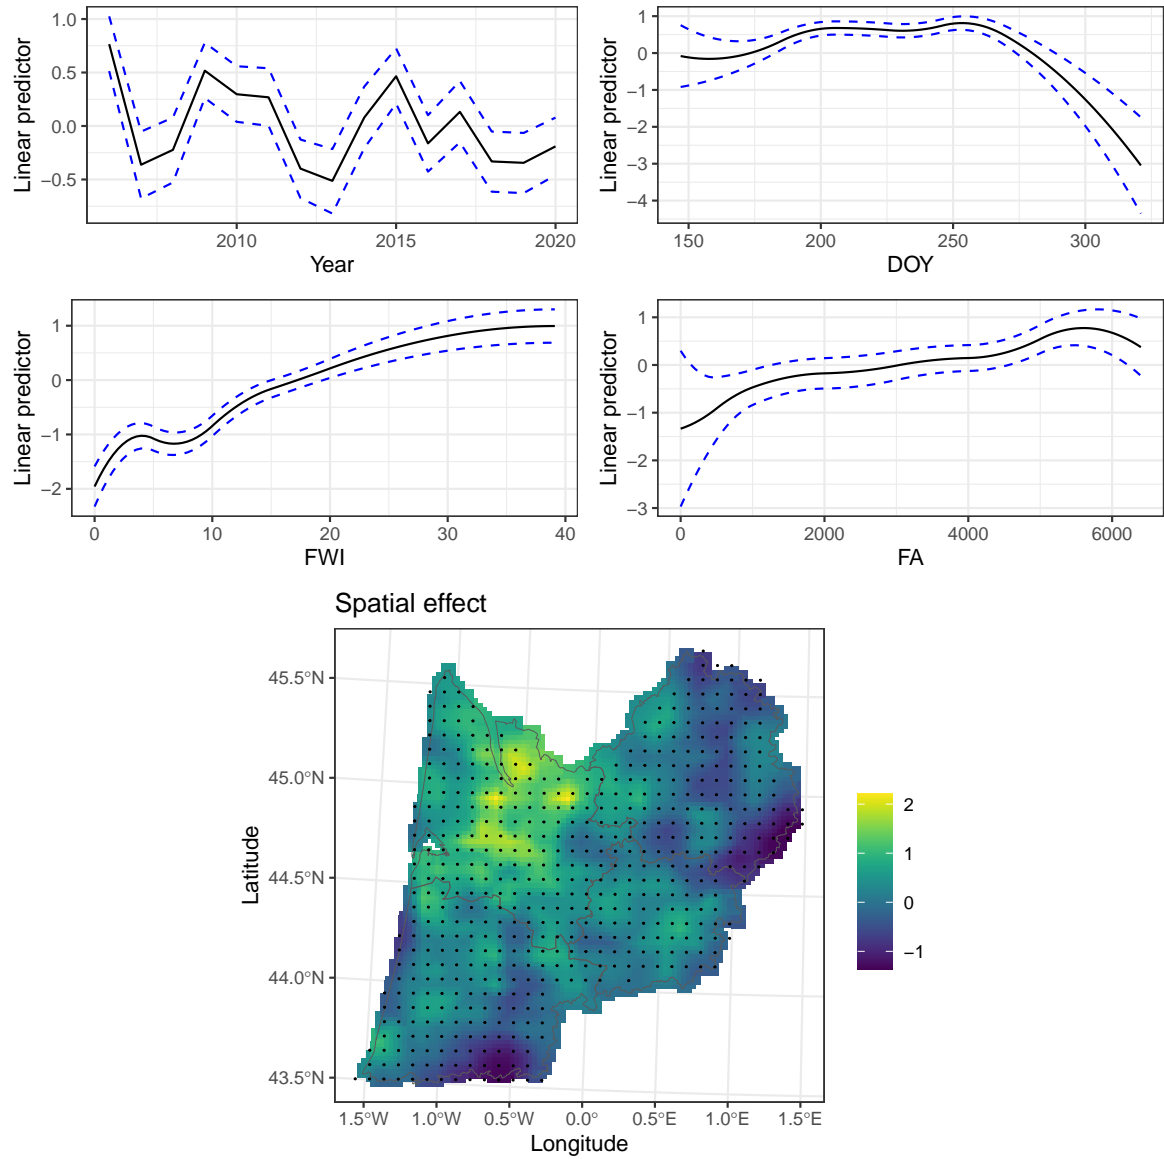 Linear predictor
1.0
0.5
0.0
−0.5
2010
2015
2020
Year
Linear predictor
1
0
−1
−2
−3
−4
150
200
250
300
DOY
Linear predictor
1
0
−1
−2
0
10
20
30
40
FWI
Linear predictor
1
0
−1
−2
−3
0
2000
4000
6000
FA
Spatial effect
Latitude
45.5°N
45.0°N
44.5°N
44.0°N
43.5°N
1.5°W
1.0°W
0.5°W
0.0°
0.5°E
1.0°E
1.5°E
Longitude
2
1
0
−1